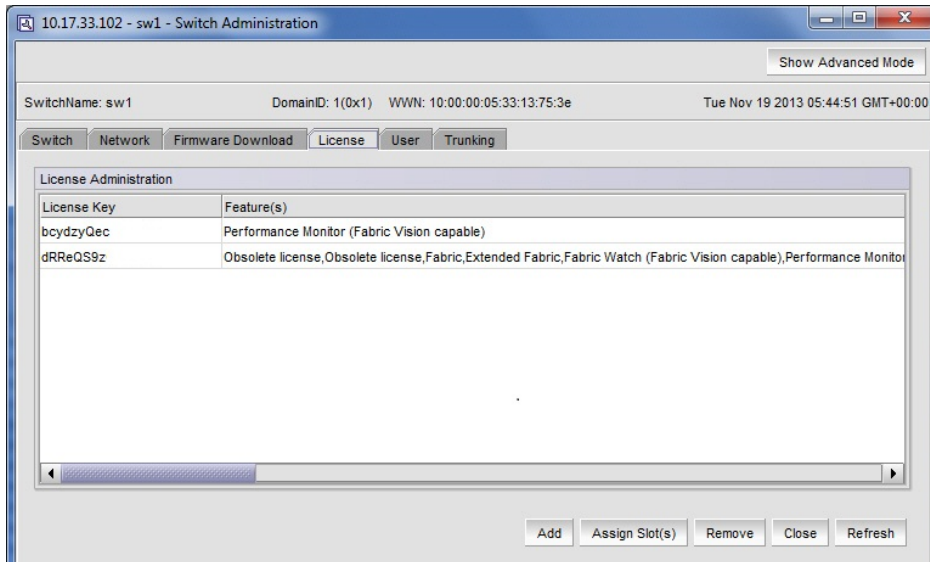 10.17.33.102 - sw1 - Switch Administration
Show Advanced Mode
SwitchName: sw1 DomainID: 1(0x1) WWN: 10:00:00:05:33:13:75:3e Tue Nov 19 2013 05:44:51 GMT+00:00
Switch Network Firmware Download License User Trunking
License Administration
License Key Feature(s)
bcydzyQec Performance Monitor (Fabric Vision capable)
dRReQS9z Obsolete license,Obsolete license,Fabric,Extended Fabric,Fabric Watch (Fabric Vision capable),Performance Monitor
Add Assign Slot(s) Remove Close Refresh